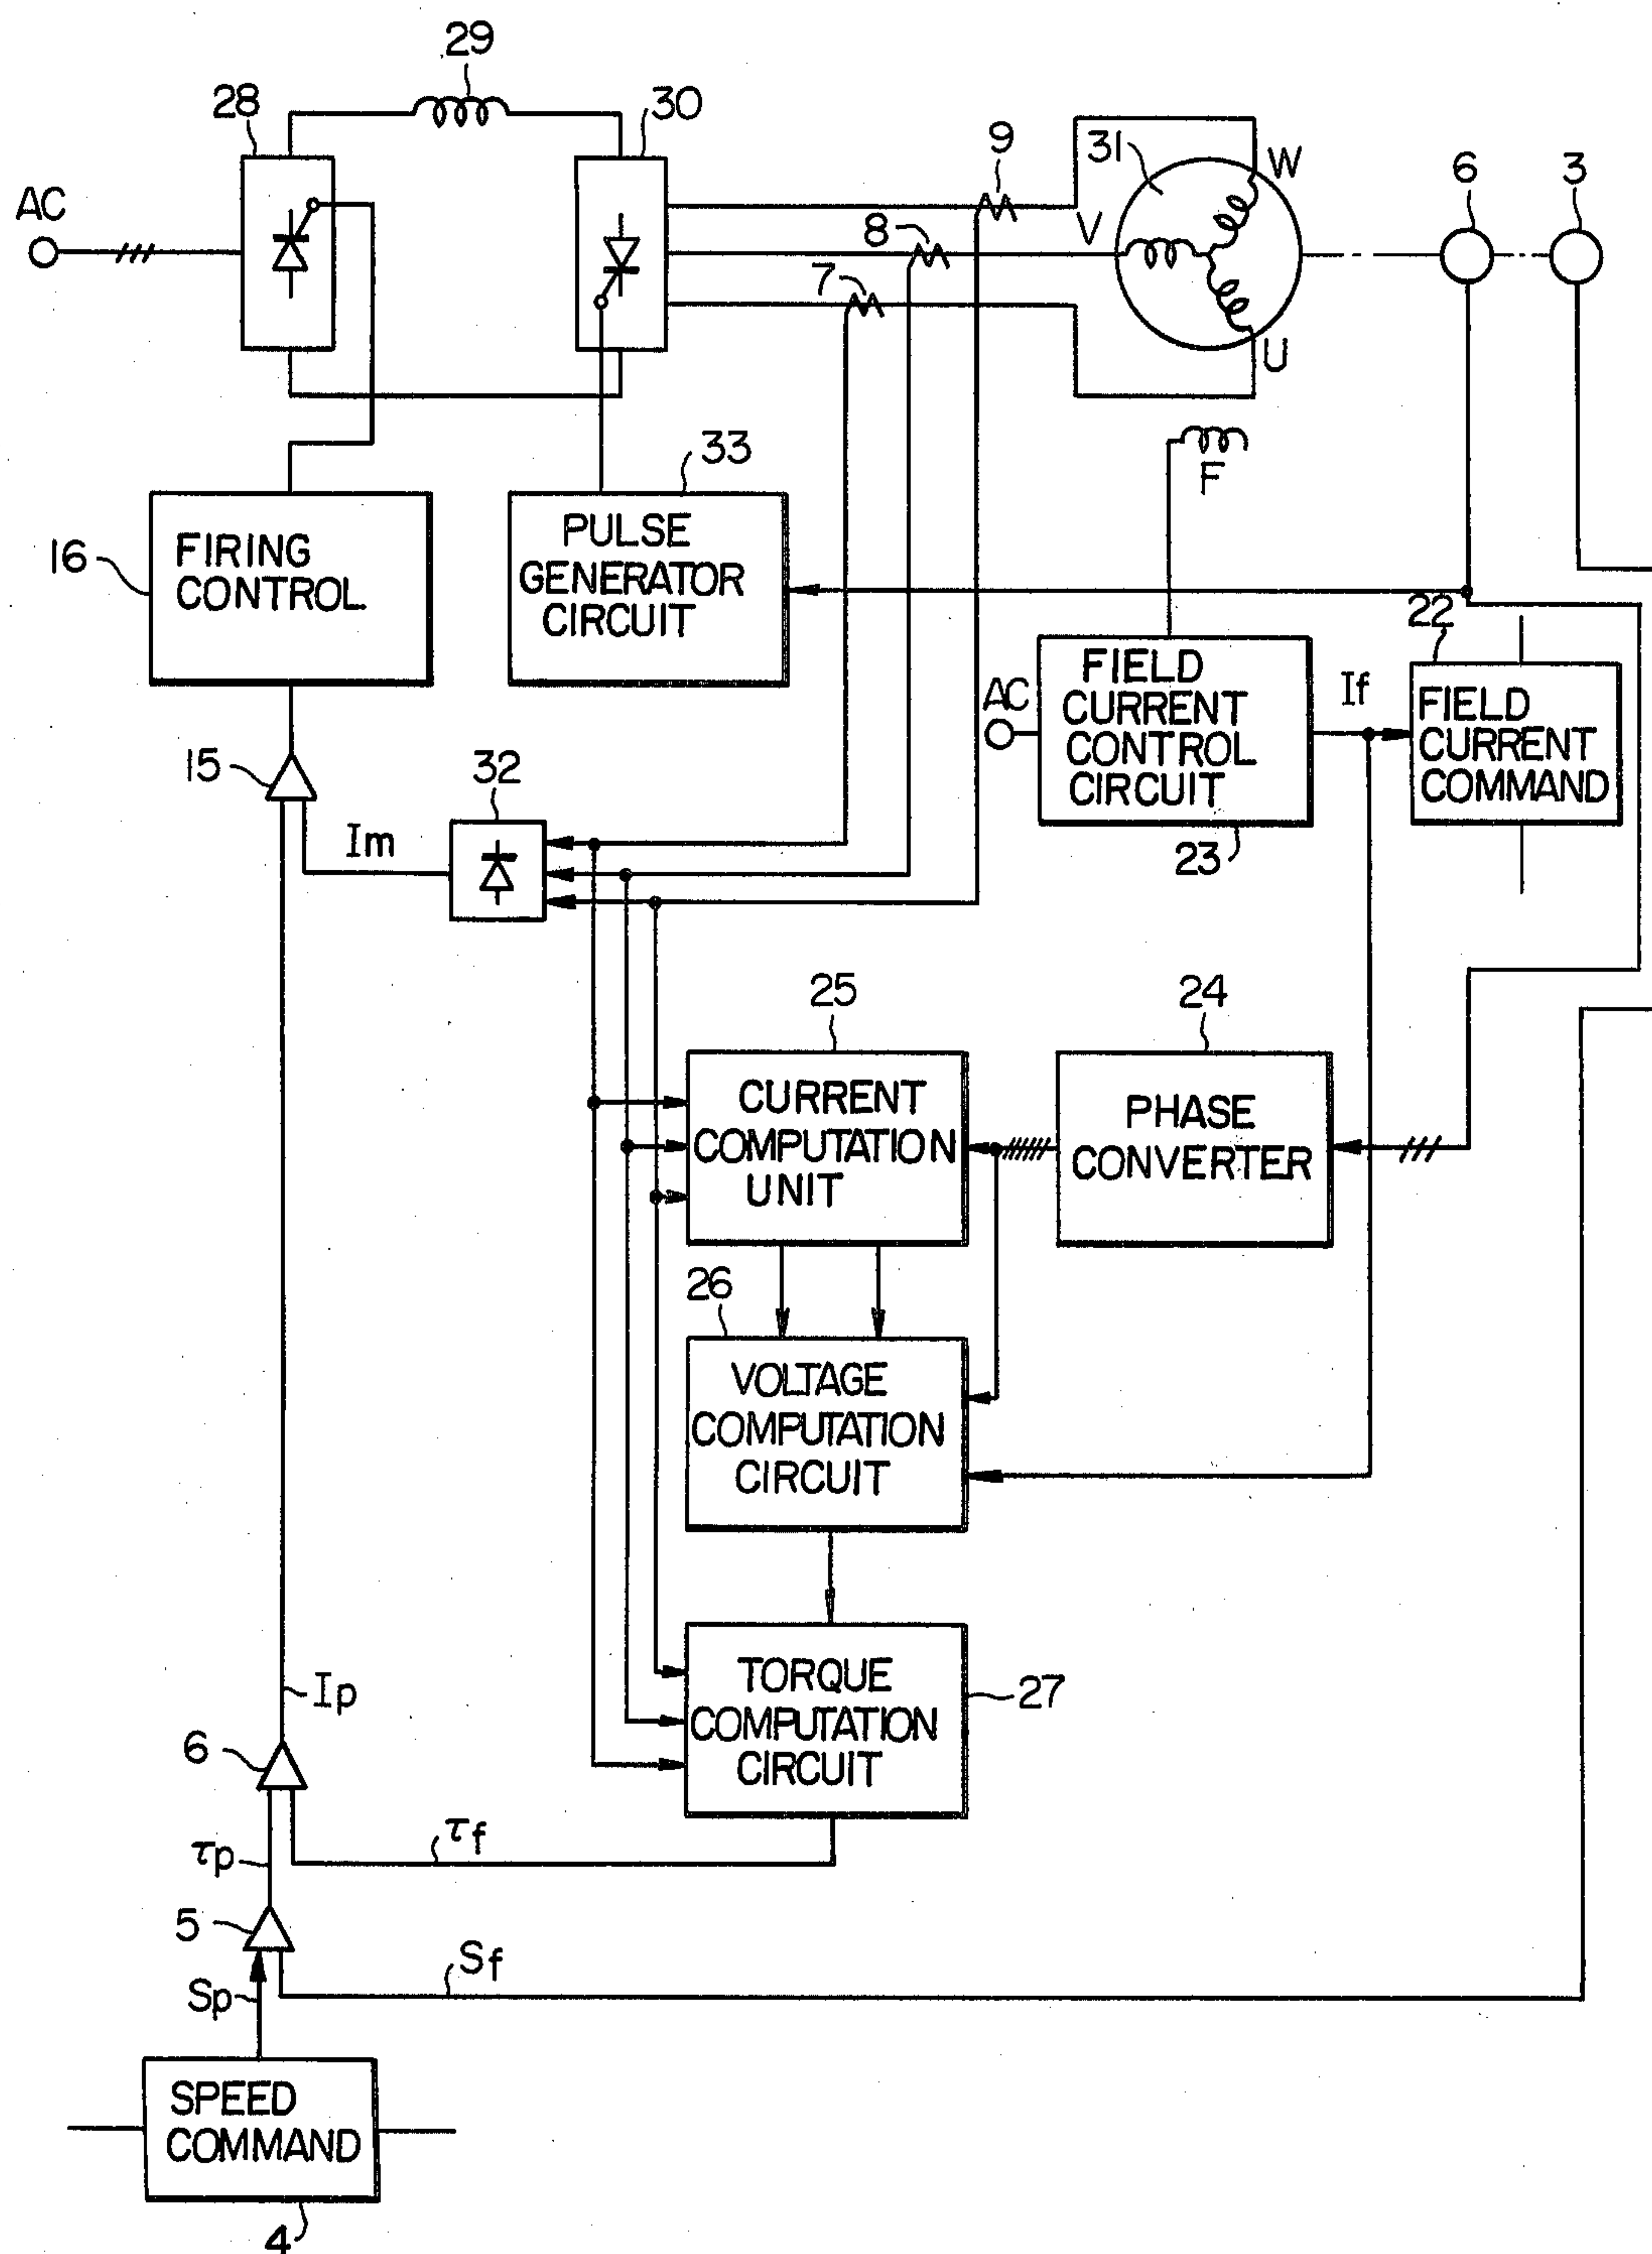 29
28
30
9
31
W
6
3
AC
8
V
7
U
33
F
16
FIRING
CONTROL
PULSE
GENERATOR
CIRCUIT
22
AC
FIELD
CURRENT
CONTROL
CIRCUIT
If
FIELD
CURRENT
COMMAND
15
32
Im
23
25
24
CURRENT
COMPUTATION
UNIT
PHASE
CONVERTER
26
VOLTAGE
COMPUTATION
CIRCUIT
Ip
TORQUE
COMPUTATION
CIRCUIT
27
6
τp
τf
5
Sf
Sp
SPEED
COMMAND
4